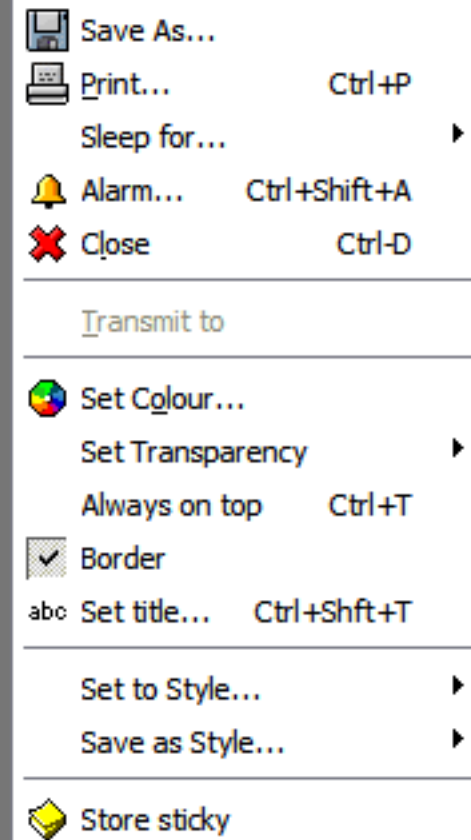 Save As...
Print... Ctrl+P
Sleep for...
Alarm... Ctrl+Shift+A
Close Ctrl-D
Transmit to
Set Colour...
Set Transparency
Always on top Ctrl+T
Border
abc Set title... Ctrl+Shft+T
Set to Style...
Save as Style...
Store sticky